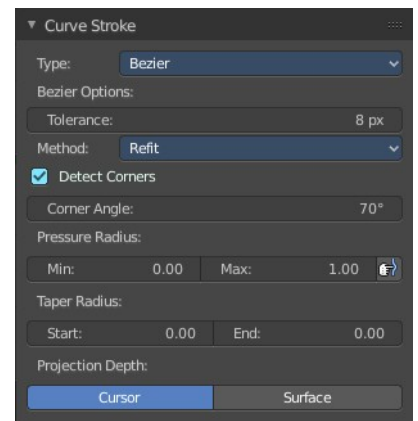 Curve Stroke
Type: Bezier
Bezier Options:
Tolerance: 8 px
Method: Refit
Detect Corners
Corner Angle: 70°
Pressure Radius:
Min: 0.00 Max: 1.00
Taper Radius:
Start: 0.00 End: 0.00
Projection Depth:
Cursor Surface